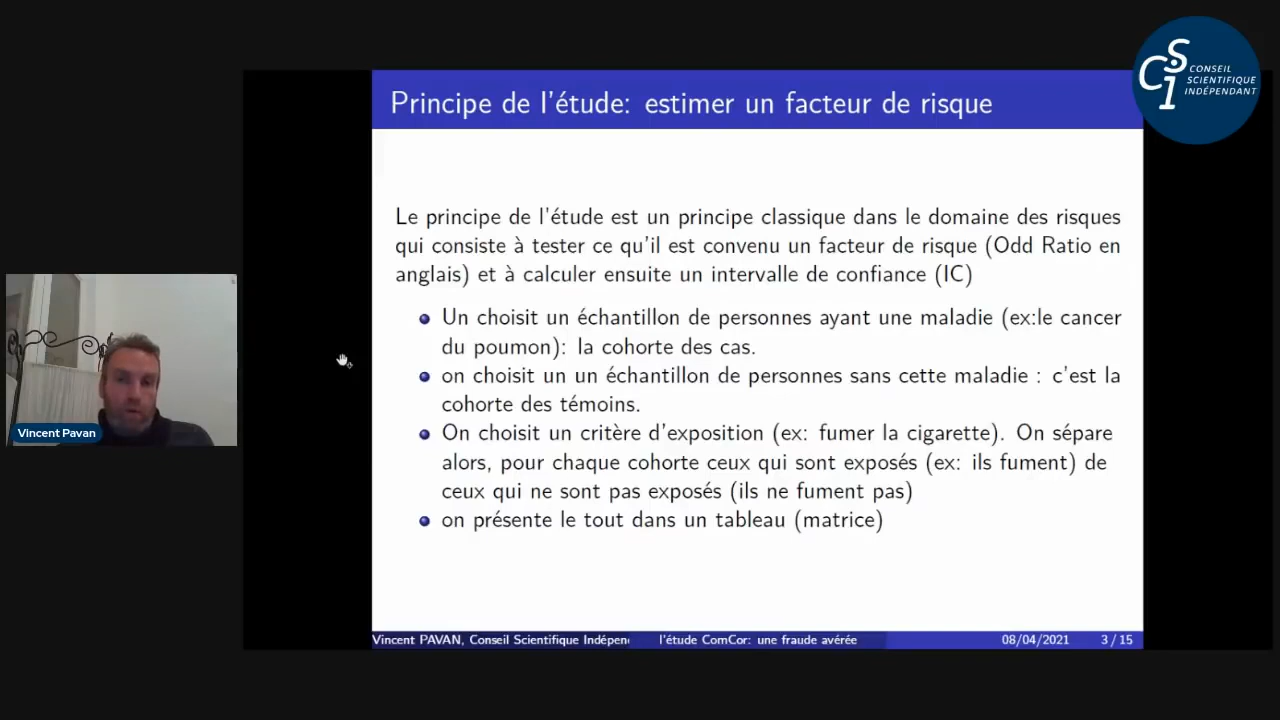 Principe de l'étude: estimer un facteur de risque
CSI CONSEIL
SCIENTIFIQUE
INDÉPENDANT
Le principe de l'étude est un principe classique dans le domaine des risques
qui consiste à tester ce qu'il est convenu un facteur de risque (Odd Ratio en
anglais) et à calculer ensuite un intervalle de confiance (IC)
Un choisit un échantillon de personnes ayant une maladie (ex:le cancer
du poumon): la cohorte des cas.
on choisit un un échantillon de personnes sans cette maladie : c'est la
cohorte des témoins.
On choisit un critère d'exposition (ex: fumer la cigarette). On sépare
alors, pour chaque cohorte ceux qui sont exposés (ex: ils fument) de
ceux qui ne sont pas exposés (ils ne fument pas)
on présente le tout dans un tableau (matrice)
Vincent Pavan
Vincent PAVAN, Conseil Scientifique Indépen l'étude ComCor: une fraude avérée 08/04/2021 3 / 15